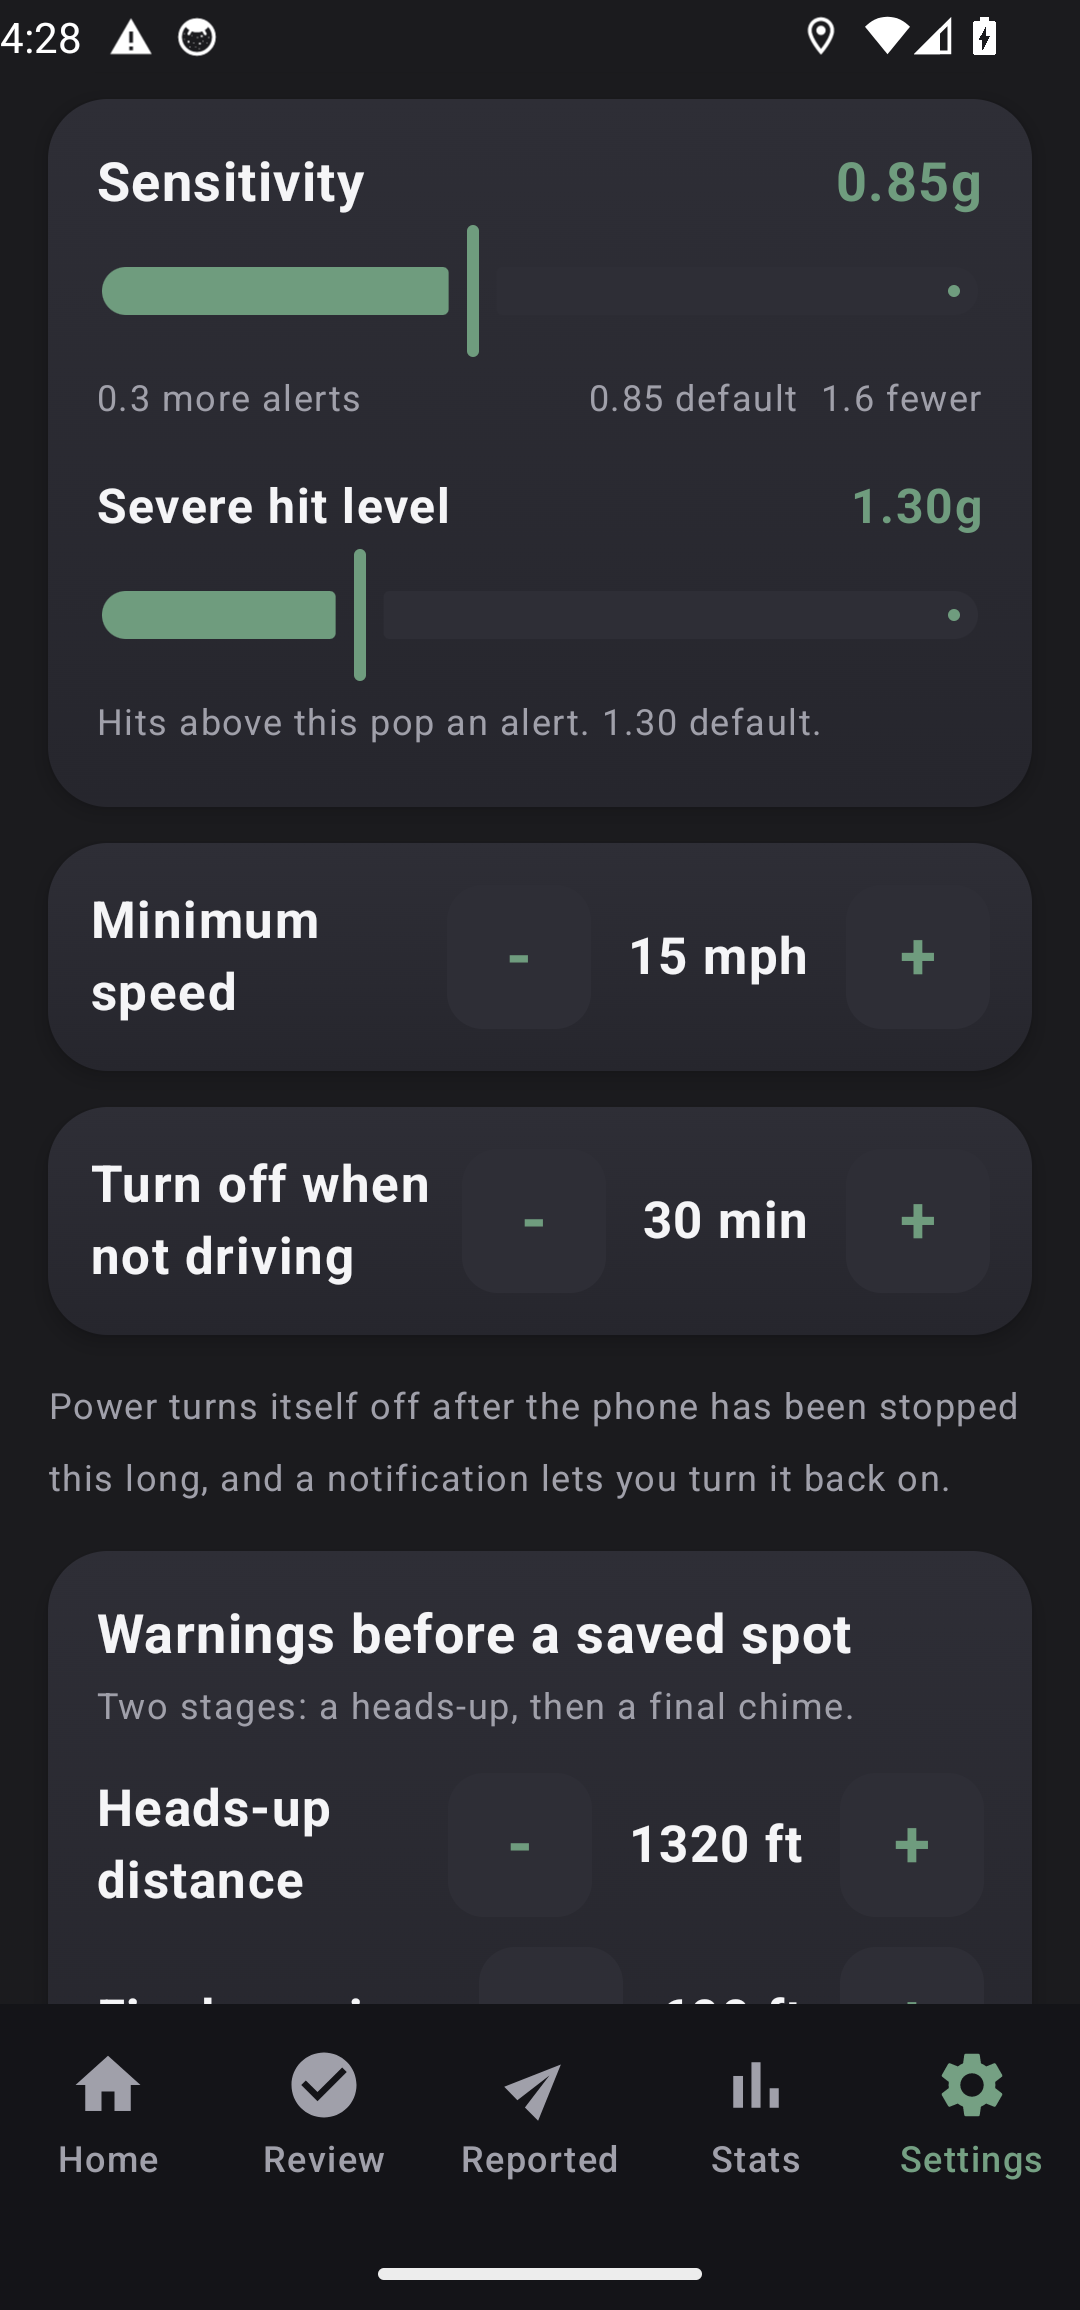 4:28
Sensitivity 0.85g
0.3 more alerts 0.85 default 1.6 fewer
Severe hit level 1.30g
Hits above this pop an alert. 1.30 default.
Minimum
speed
- 15 mph +
Turn off when
not driving
- 30 min +
Power turns itself off after the phone has been stopped
this long, and a notification lets you turn it back on.
Warnings before a saved spot
Two stages: a heads-up, then a final chime.
Heads-up
distance
- 1320 ft +
Home Review Reported Stats Settings